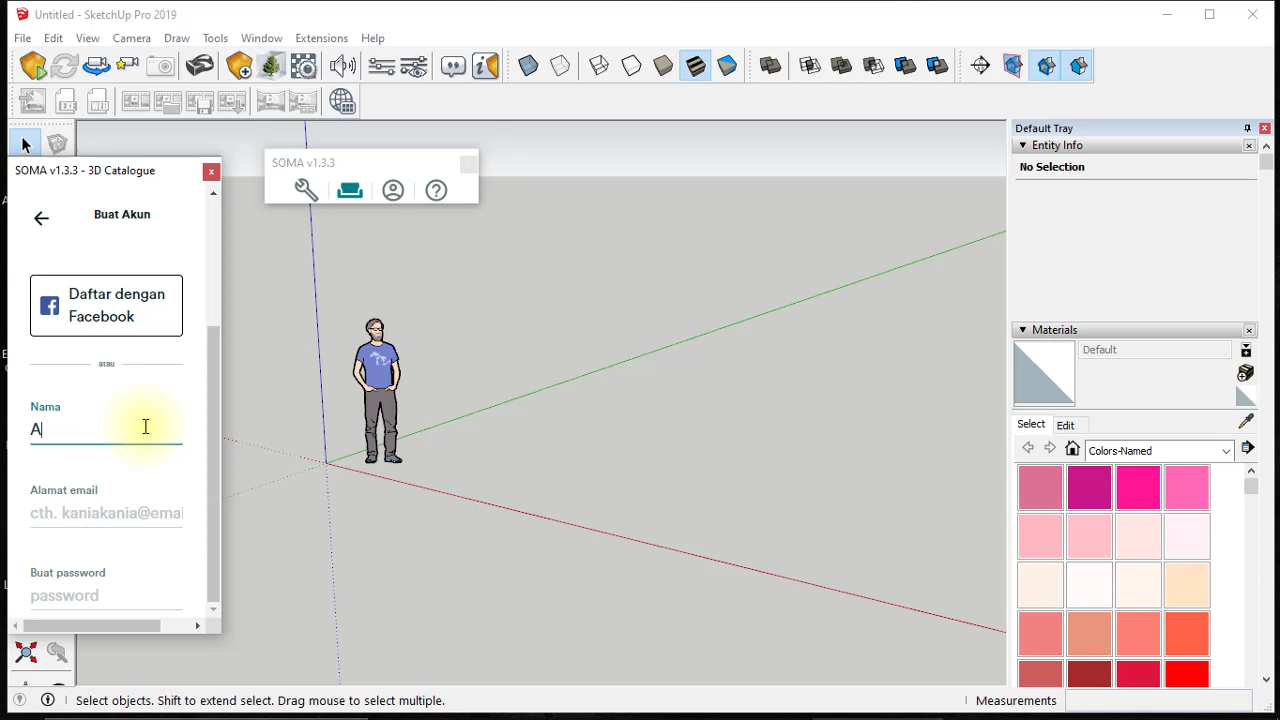 Untitled - SketchUp Pro 2019
File Edit View Camera Draw Tools Window Extensions Help
Default Tray
Entity Info
No Selection
SOMA v1.3.3 - 3D Catalogue
SOMA v1.3.3
Buat Akun
Daftar dengan
Facebook
atau
Nama
A
Alamat email
cth. kaniakania@emai
Buat password
password
Materials
Default
Select Edit
Colors-Named
Select objects. Shift to extend select. Drag mouse to select multiple.
Measurements